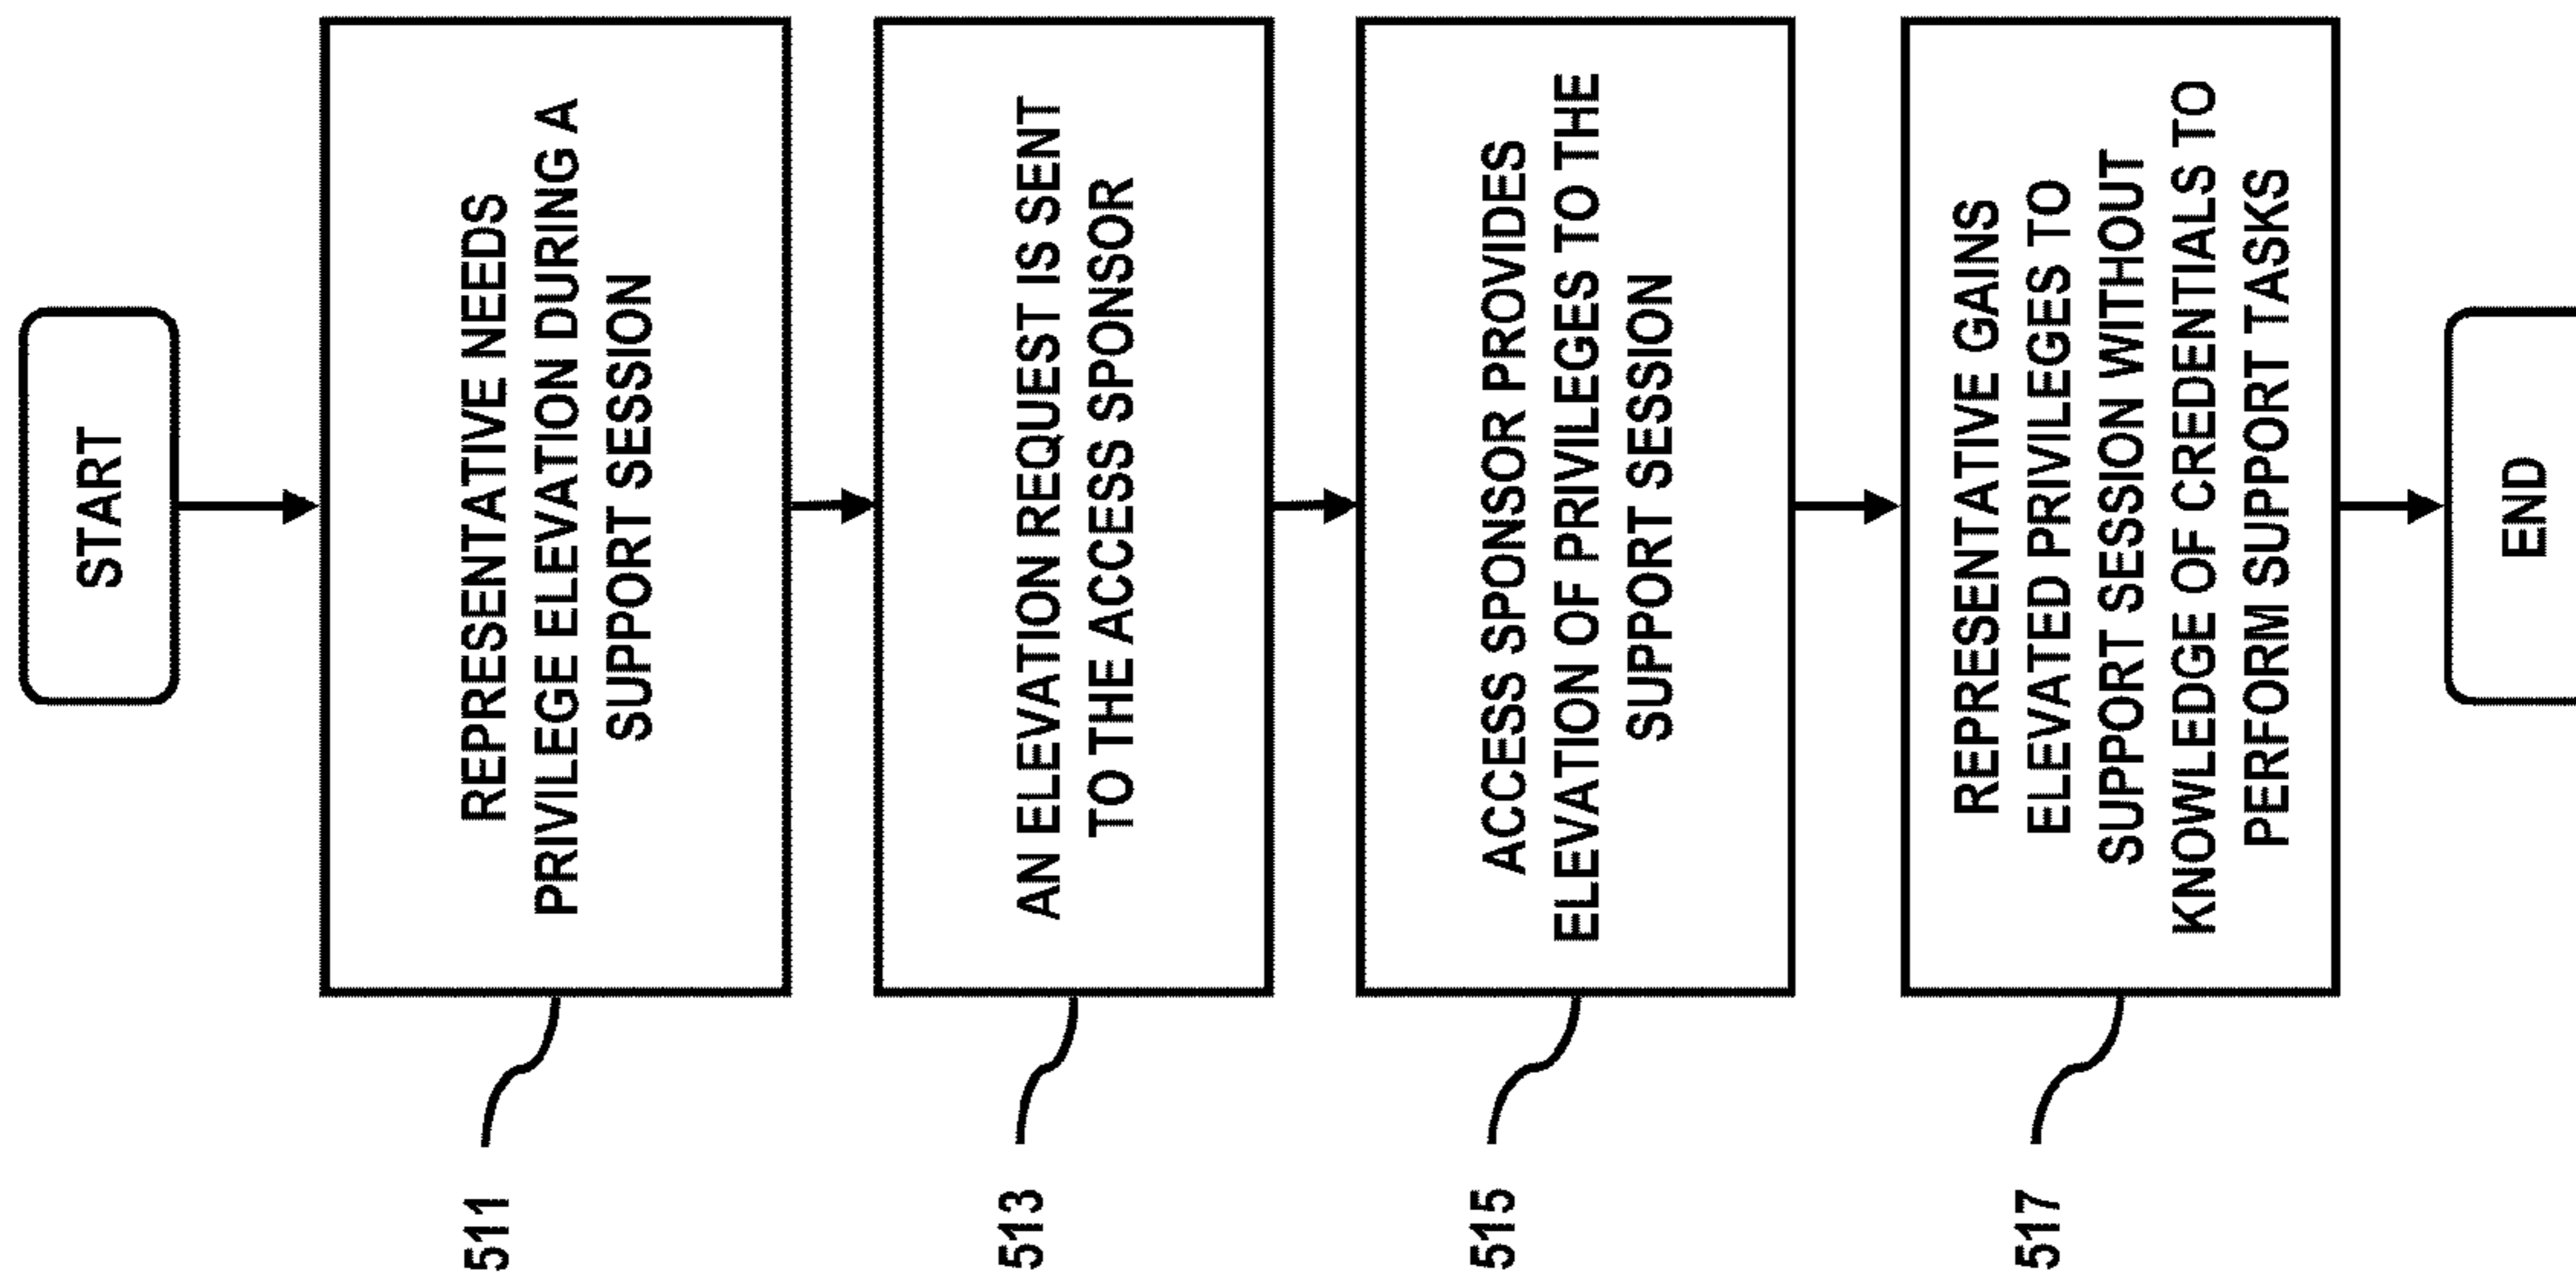 START
REPRESENTATIVE NEEDS
PRIVILEGE ELEVATION DURING A
SUPPORT SESSION
511
AN ELEVATION REQUEST IS SENT
TO THE ACCESS SPONSOR
513
ACCESS SPONSOR PROVIDES
ELEVATION OF PRIVILEGES TO THE
SUPPORT SESSION
515
REPRESENTATIVE GAINS
ELEVATED PRIVILEGES TO
SUPPORT SESSION WITHOUT
KNOWLEDGE OF CREDENTIALS TO
PERFORM SUPPORT TASKS
517
END